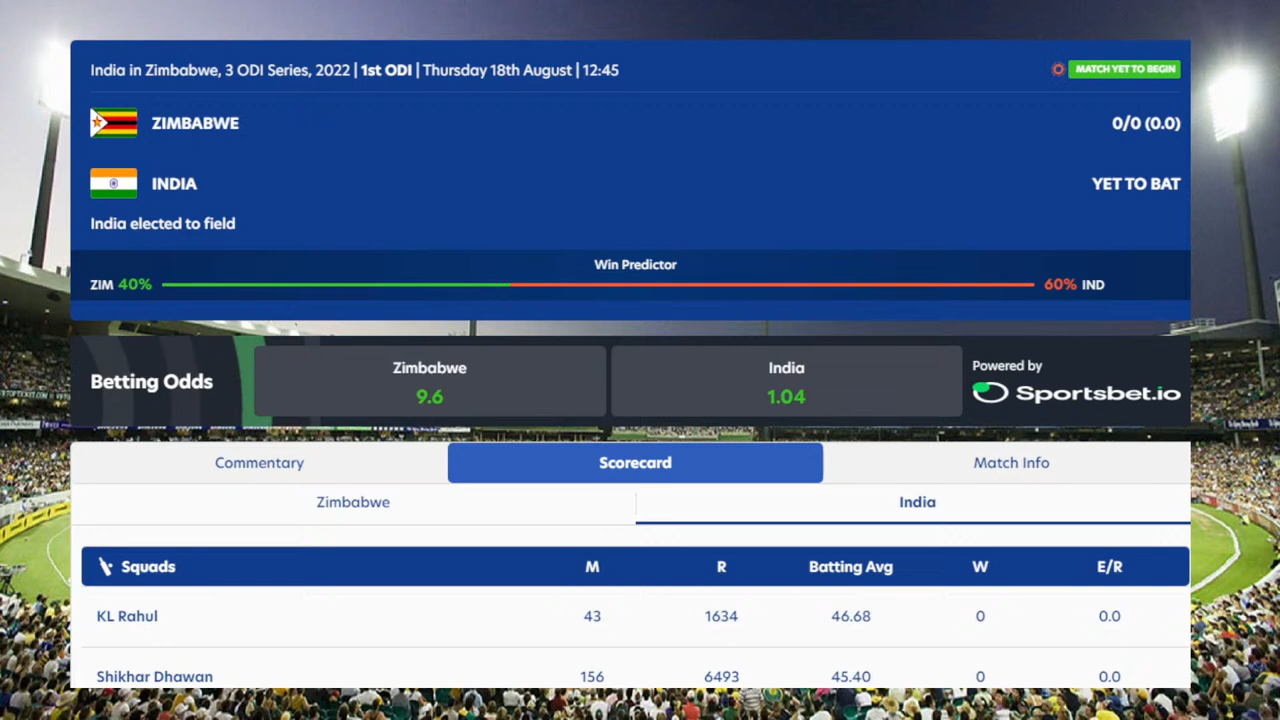 India in Zimbabwe, 3 ODI Series, 2022 | 1st ODI | Thursday 18th August | 12:45 MATCH YET TO BEGIN
ZIMBABWE 0/0 (0.0)
INDIA YET TO BAT
India elected to field
Win Predictor
ZIM 40% 60% IND
Betting Odds
Zimbabwe
9.6
India
1.04
Powered by
Sportsbet.io
Commentary Scorecard Match Info
Zimbabwe India
Squads M R Batting Avg W E/R
KL Rahul 43 1634 46.68 0 0.0
Shikhar Dhawan 156 6493 45.40 0 0.0